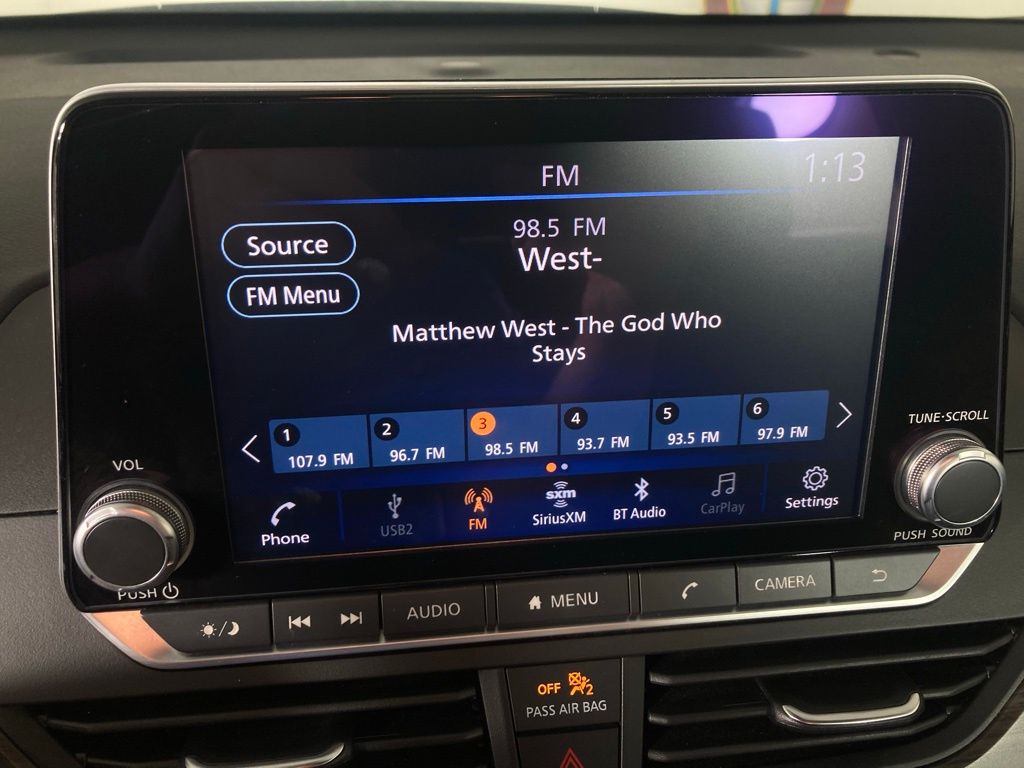 FM
1:13
Source
98.5 FM
West-
FM Menu
Matthew West - The God Who
Stays
1
107.9 FM
2
96.7 FM
3
98.5 FM
4
93.7 FM
5
93.5 FM
6
97.9 FM
TUNE·SCROLL
VOL
Phone
USB2
FM
sxm
SiriusXM
BT Audio
CarPlay
Settings
PUSH SOUND
PUSH
AUDIO
MENU
CAMERA
OFF
2
PASS AIR BAG